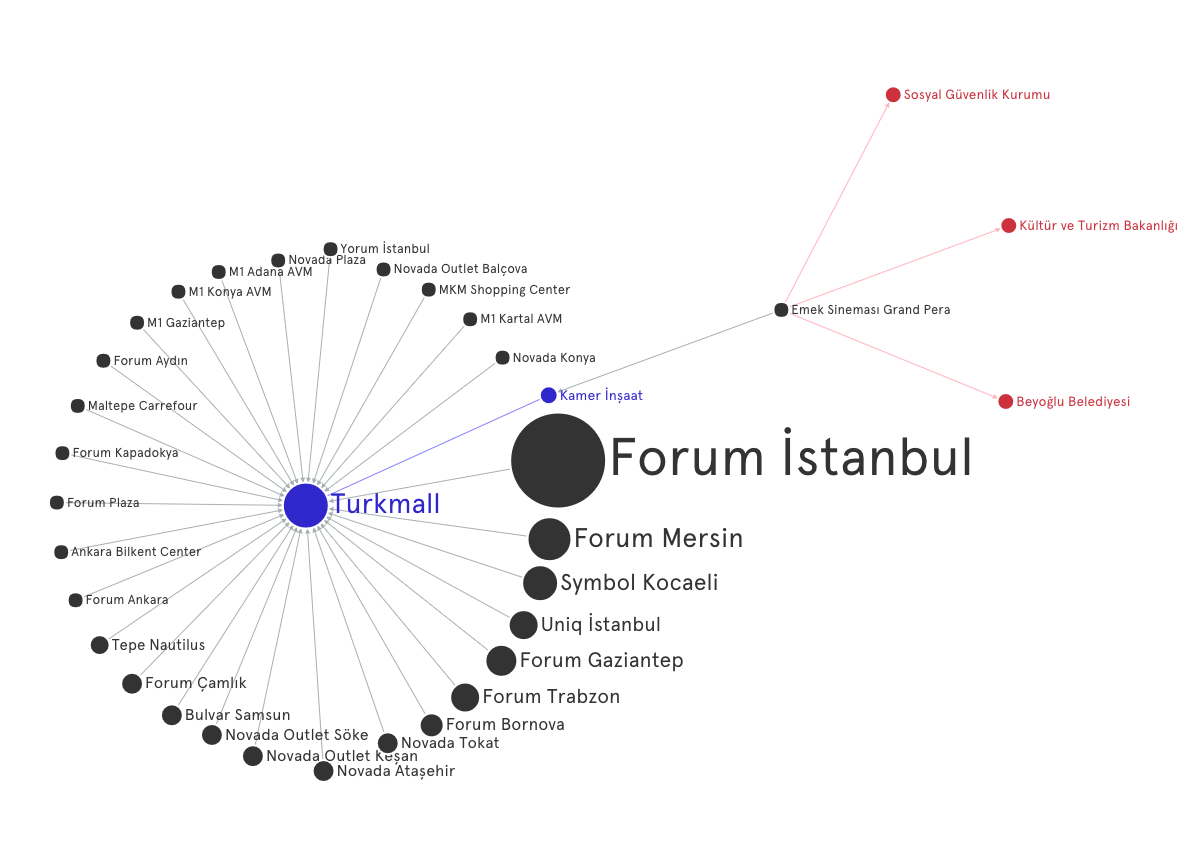 Sosyal Güvenlik Kurumu
Kültür ve Turizm Bakanlığı
Yorum İstanbul
Novada Plaza
Novada Outlet Balçova
M1 Adana AVM
MKM Shopping Center
M1 Konya AVM
Emek Sineması Grand Pera
M1 Kartal AVM
M1 Gaziantep
Novada Konya
Forum Aydın
Kamer İnşaat
Beyoğlu Belediyesi
Maltepe Carrefour
Forum Kapadokya
Forum İstanbul
Forum Plaza
Turkmall
Forum Mersin
Ankara Bilkent Center
Symbol Kocaeli
Forum Ankara
Uniq İstanbul
Tepe Nautilus
Forum Gaziantep
Forum Çamlık
Forum Trabzon
Bulvar Samsun
Forum Bornova
Novada Outlet Söke
Novada Tokat
Novada Outlet Keşan
Novada Ataşehir